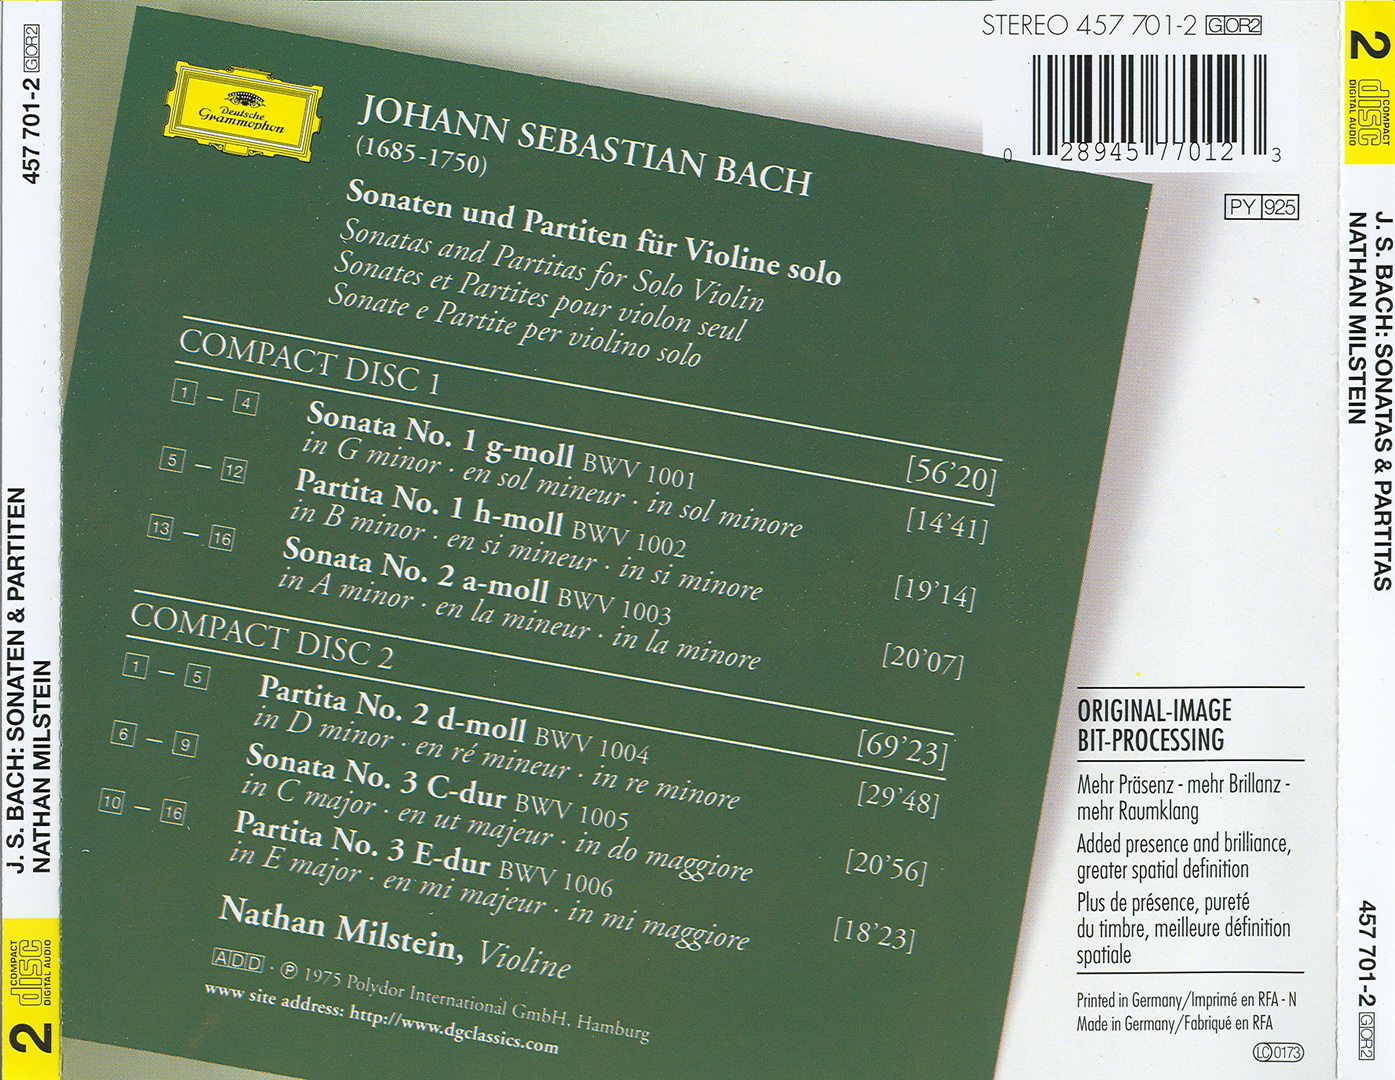 457 701-2 GOR2
J. S. BACH: SONATEN & PARTITEN
NATHAN MILSTEIN
COMPACT disc DIGITAL AUDIO
2
STEREO 457 701-2 GOR2
0 28945 77012 3
PY 925
Deutsche
Grammophon
JOHANN SEBASTIAN BACH
(1685-1750)
Sonaten und Partiten für Violine solo
Sonatas and Partitas for Solo Violin
Sonates et Partites pour violon seul
Sonate e Partite per violino solo
COMPACT DISC 1 [56'20]
1 – 4 Sonata No. 1 g-moll BWV 1001 [14'41]
in G minor · en sol mineur · in sol minore
5 – 12 Partita No. 1 h-moll BWV 1002 [19'14]
in B minor · en si mineur · in si minore
13 – 16 Sonata No. 2 a-moll BWV 1003 [20'07]
in A minor · en la mineur · in la minore
COMPACT DISC 2 [69'23]
1 – 5 Partita No. 2 d-moll BWV 1004 [29'48]
in D minor · en ré mineur · in re minore
6 – 9 Sonata No. 3 C-dur BWV 1005 [20'56]
in C major · en ut majeur · in do maggiore
10 – 16 Partita No. 3 E-dur BWV 1006 [18'23]
in E major · en mi majeur · in mi maggiore
Nathan Milstein, Violine
ADD · ℗ 1975 Polydor International GmbH, Hamburg
www site address: http://www.dgclassics.com
ORIGINAL-IMAGE
BIT-PROCESSING
Mehr Präsenz - mehr Brillanz -
mehr Raumklang
Added presence and brilliance,
greater spatial definition
Plus de présence, pureté
du timbre, meilleure définition
spatiale
Printed in Germany/Imprimé en RFA - N
Made in Germany/Fabriqué en RFA
LC 0173
2
COMPACT disc DIGITAL AUDIO
J. S. BACH: SONATAS & PARTITAS
NATHAN MILSTEIN
457 701-2 GOR2